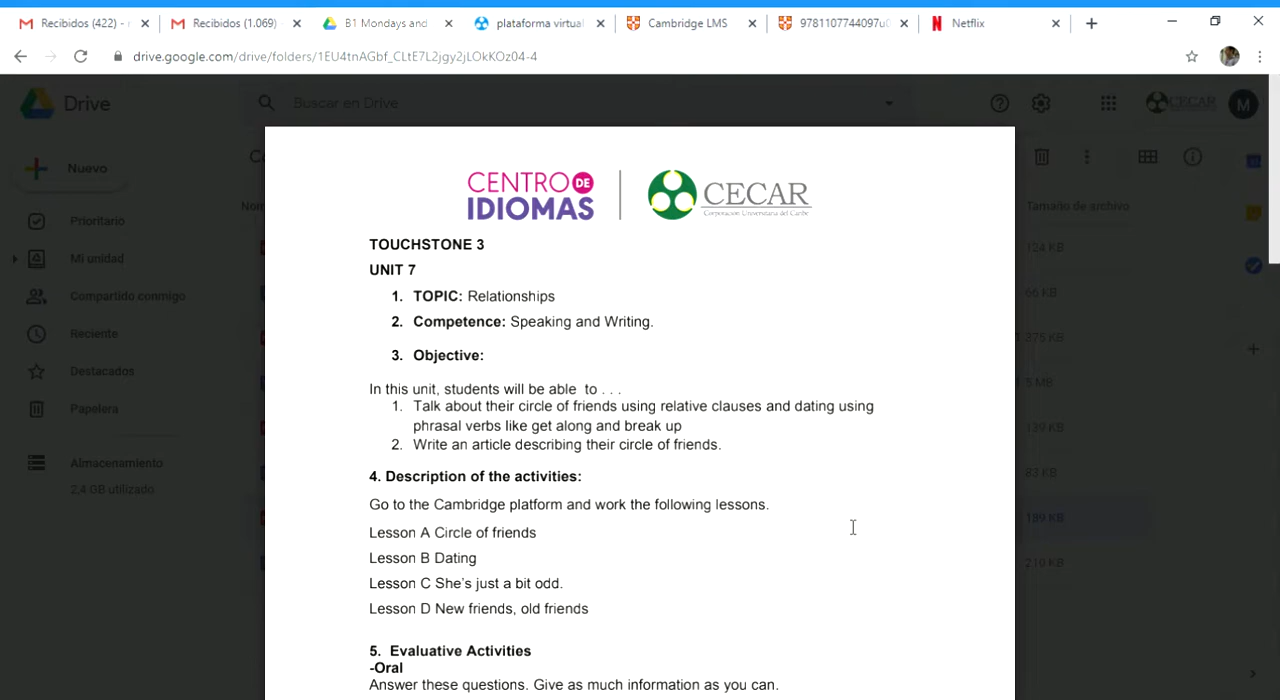 Recibidos (422) -
Recibidos (1.069)
B1 Mondays and
plataforma virtual
Cambridge LMS
9781107744097u0
Netflix
drive.google.com/drive/folders/1EU4tnAGbf_CLtE7L2jgy2jLOkKOz04-4
Drive
Buscar en Drive
CECAR
M
Nuevo
Prioritario
Mi unidad
Compartido conmigo
Reciente
Destacados
Papelera
Almacenamiento
2,4 GB utilizado
Tamaño de archivo
124 KB
66 KB
375 KB
5 MB
139 KB
83 KB
189 KB
210 KB
CENTRO DE
IDIOMAS
CECAR
Corporación Universitaria del Caribe
TOUCHSTONE 3
UNIT 7
1. TOPIC: Relationships
2. Competence: Speaking and Writing.
3. Objective:
In this unit, students will be able to . . .
1. Talk about their circle of friends using relative clauses and dating using
phrasal verbs like get along and break up
2. Write an article describing their circle of friends.
4. Description of the activities:
Go to the Cambridge platform and work the following lessons.
Lesson A Circle of friends
Lesson B Dating
Lesson C She's just a bit odd.
Lesson D New friends, old friends
5. Evaluative Activities
-Oral
Answer these questions. Give as much information as you can.